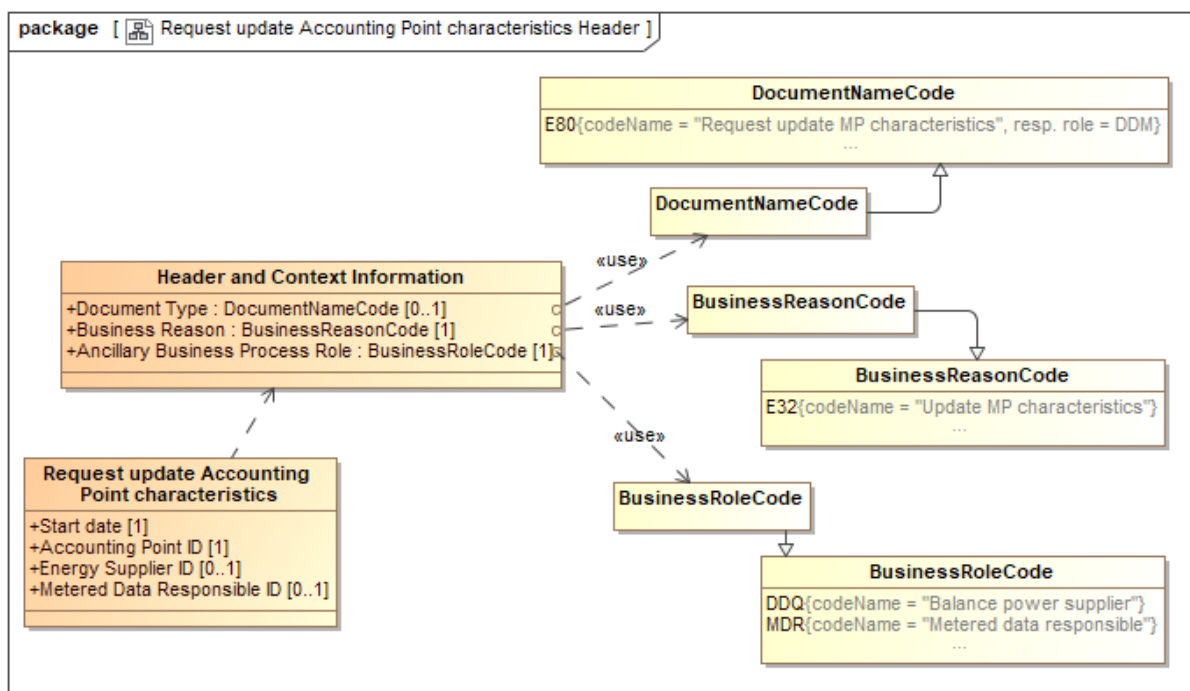 package [ Request update Accounting Point characteristics Header ]
DocumentNameCode
E80{codeName = "Request update MP characteristics", resp. role = DDM}
...
DocumentNameCode
«use»
Header and Context Information
+Document Type : DocumentNameCode [0..1]
+Business Reason : BusinessReasonCode [1]
+Ancillary Business Process Role : BusinessRoleCode [1]
«use»
BusinessReasonCode
BusinessReasonCode
E32{codeName = "Update MP characteristics"}
...
«use»
Request update Accounting
Point characteristics
+Start date [1]
+Accounting Point ID [1]
+Energy Supplier ID [0..1]
+Metered Data Responsible ID [0..1]
BusinessRoleCode
BusinessRoleCode
DDQ{codeName = "Balance power supplier"}
MDR{codeName = "Metered data responsible"}
...